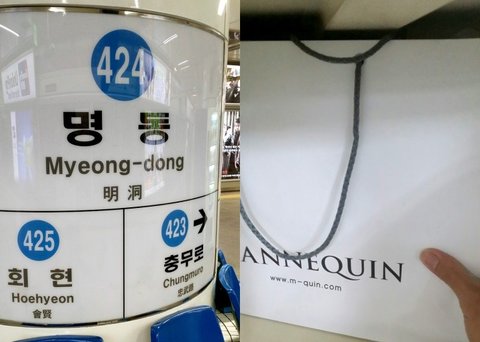 424
명동
Myeong-dong
明洞
425
회현
Hoehyeon
會賢
423
충무로
Chungmuro
忠武路
ANNEQUIN
www.m-quin.com